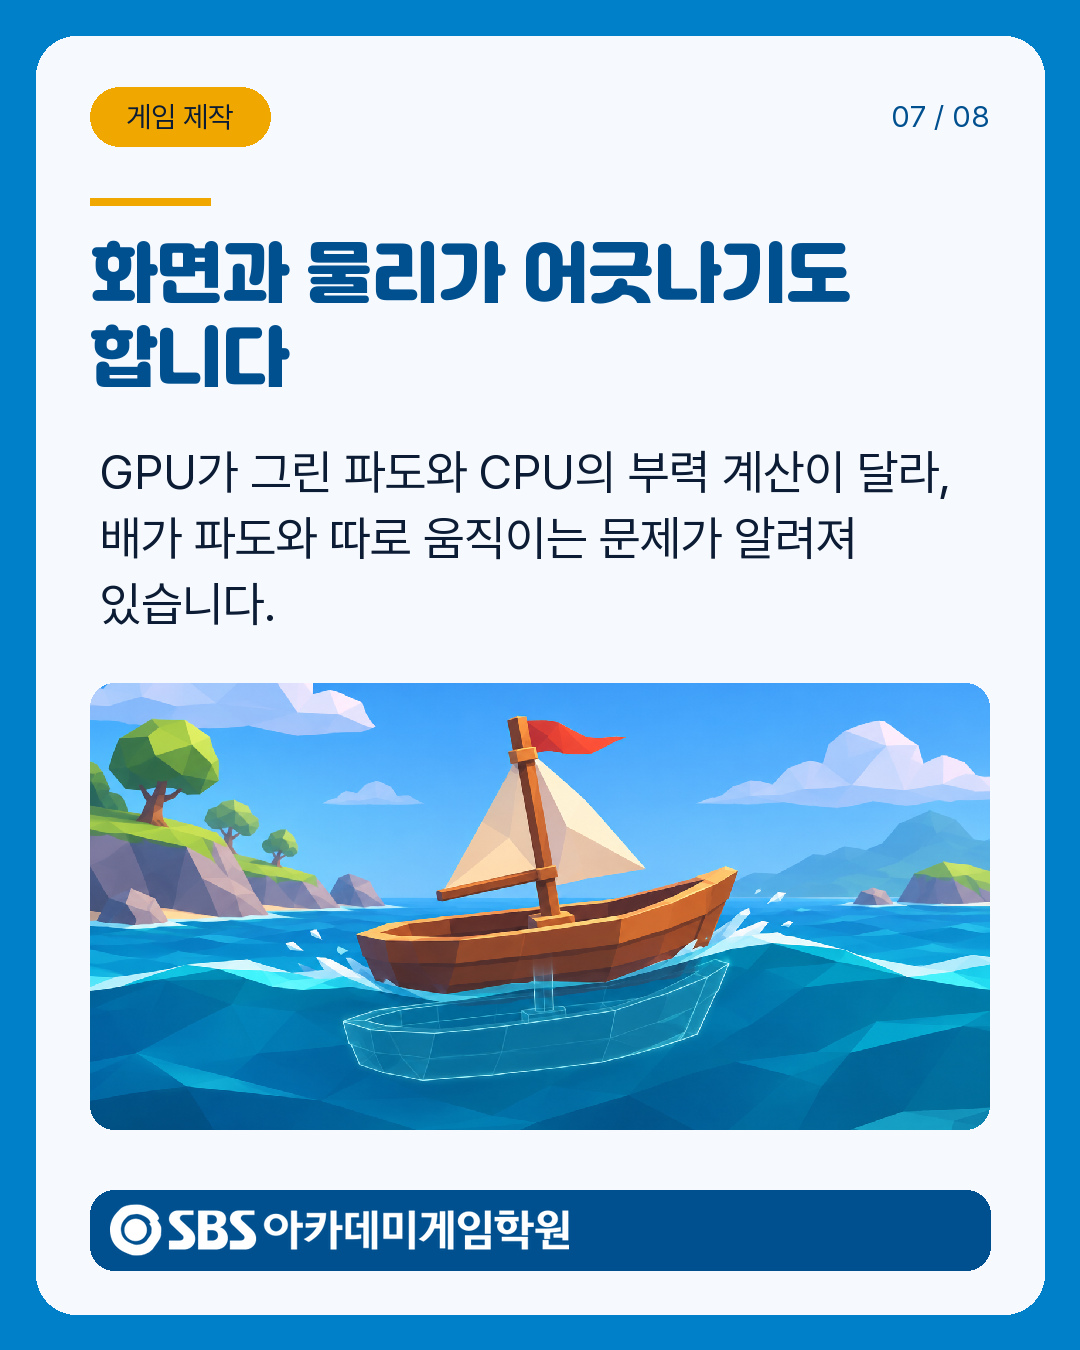 게임 제작
07 / 08
화면과 물리가 어긋나기도
합니다
GPU가 그린 파도와 CPU의 부력 계산이 달라,
배가 파도와 따로 움직이는 문제가 알려져
있습니다.
SBS 아카데미게임학원